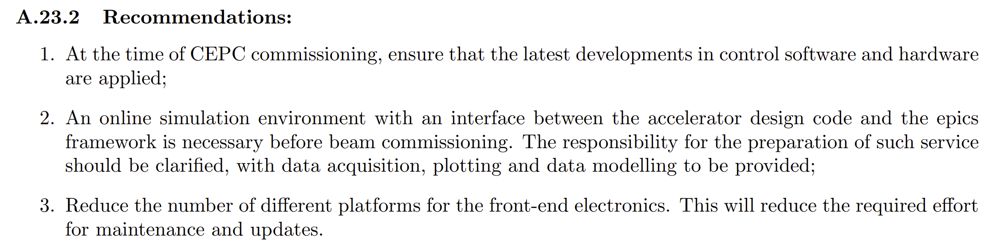 A.23.2 Recommendations:
1. At the time of CEPC commissioning, ensure that the latest developments in control software and hardware
are applied;
2. An online simulation environment with an interface between the accelerator design code and the epics
framework is necessary before beam commissioning. The responsibility for the preparation of such service
should be clarified, with data acquisition, plotting and data modelling to be provided;
3. Reduce the number of different platforms for the front-end electronics. This will reduce the required effort
for maintenance and updates.